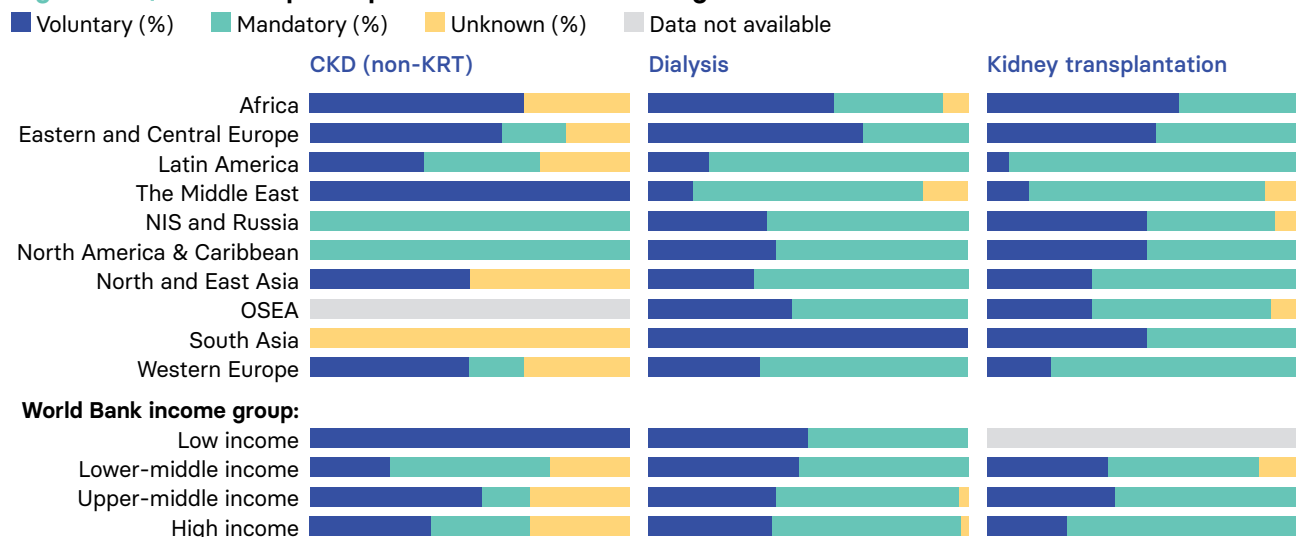 Voluntary (%) Mandatory (%) Unknown (%) Data not available
CKD (non-KRT) Dialysis Kidney transplantation
Africa
Eastern and Central Europe
Latin America
The Middle East
NIS and Russia
North America & Caribbean
North and East Asia
OSEA
South Asia
Western Europe
World Bank income group:
Low income
Lower-middle income
Upper-middle income
High income